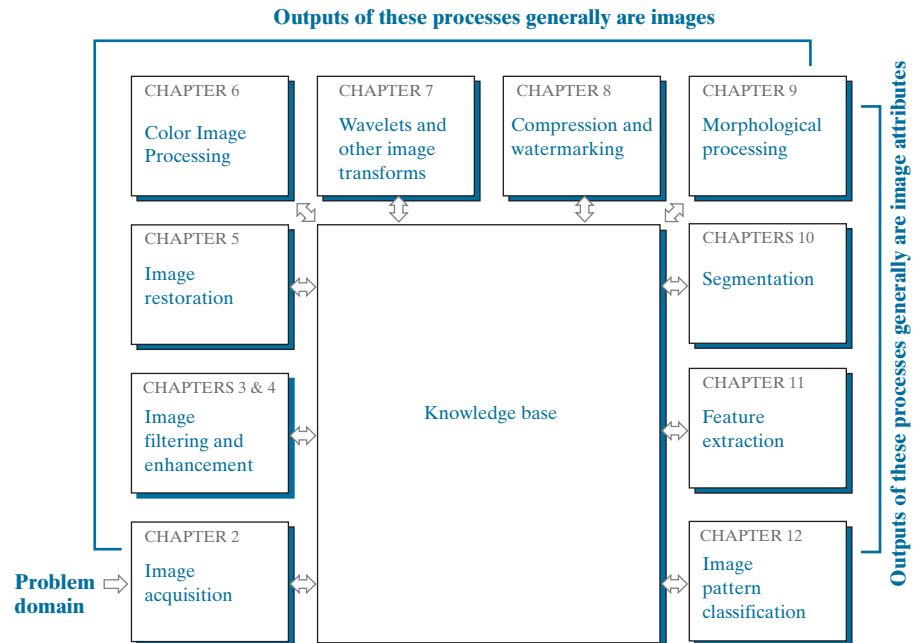 Outputs of these processes generally are images
CHAPTER 6
Color Image
Processing
CHAPTER 7
Wavelets and
other image
transforms
CHAPTER 8
Compression and
watermarking
CHAPTER 9
Morphological
processing
CHAPTER 5
Image
restoration
CHAPTERS 10
Segmentation
CHAPTERS 3 & 4
Image
filtering and
enhancement
Knowledge base
CHAPTER 11
Feature
extraction
CHAPTER 2
Image
acquisition
CHAPTER 12
Image
pattern
classification
Problem
domain
Outputs of these processes generally are image attributes